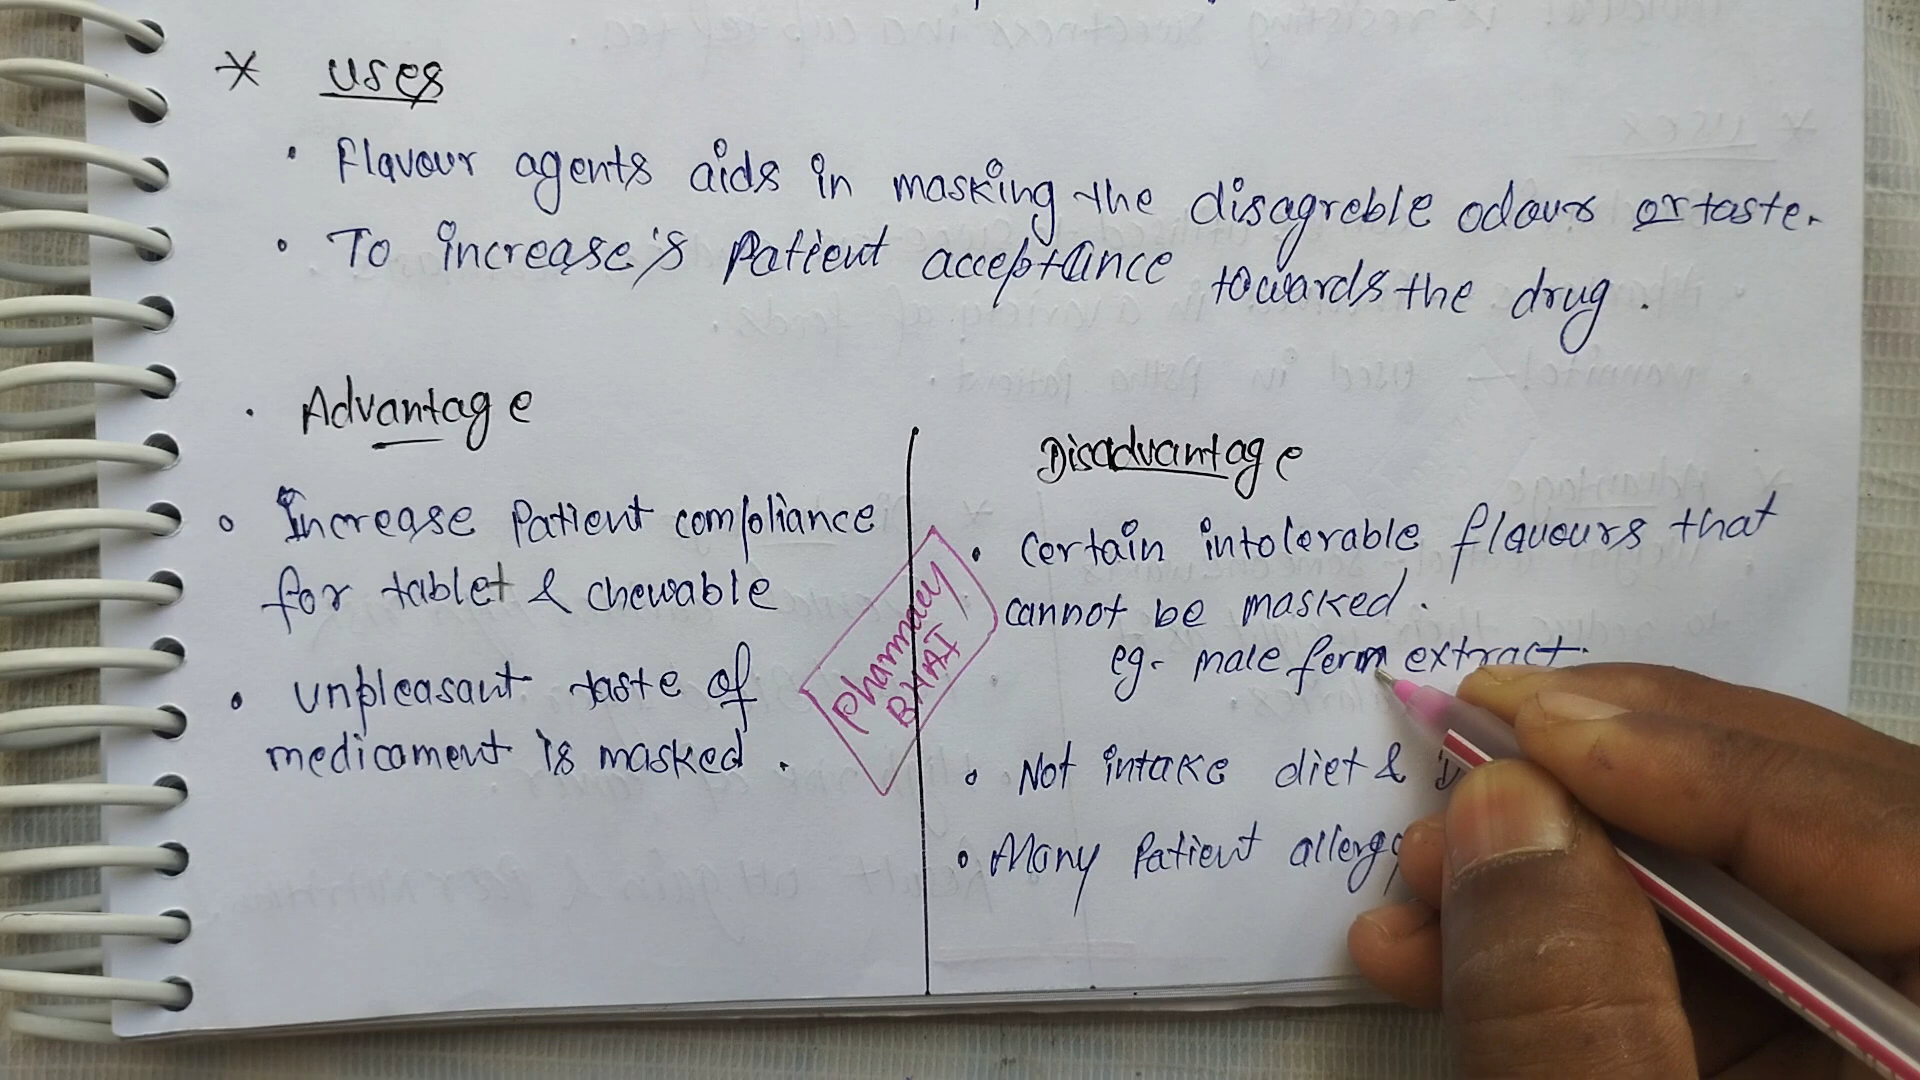 * Uses
• Flavour agents aids in masking the disagreble odours or taste.
• To increase's Patient acceptance towards the drug.
• Advantage
• Increase Patient compliance
for tablet & chewable
• unpleasant taste of
medicament is masked.
Pharmacy
BHAI
Disadvantage
• certain intolerable flavours that
cannot be masked.
eg- male fern extract.
• Not intake diet &
• Many Patient allergy